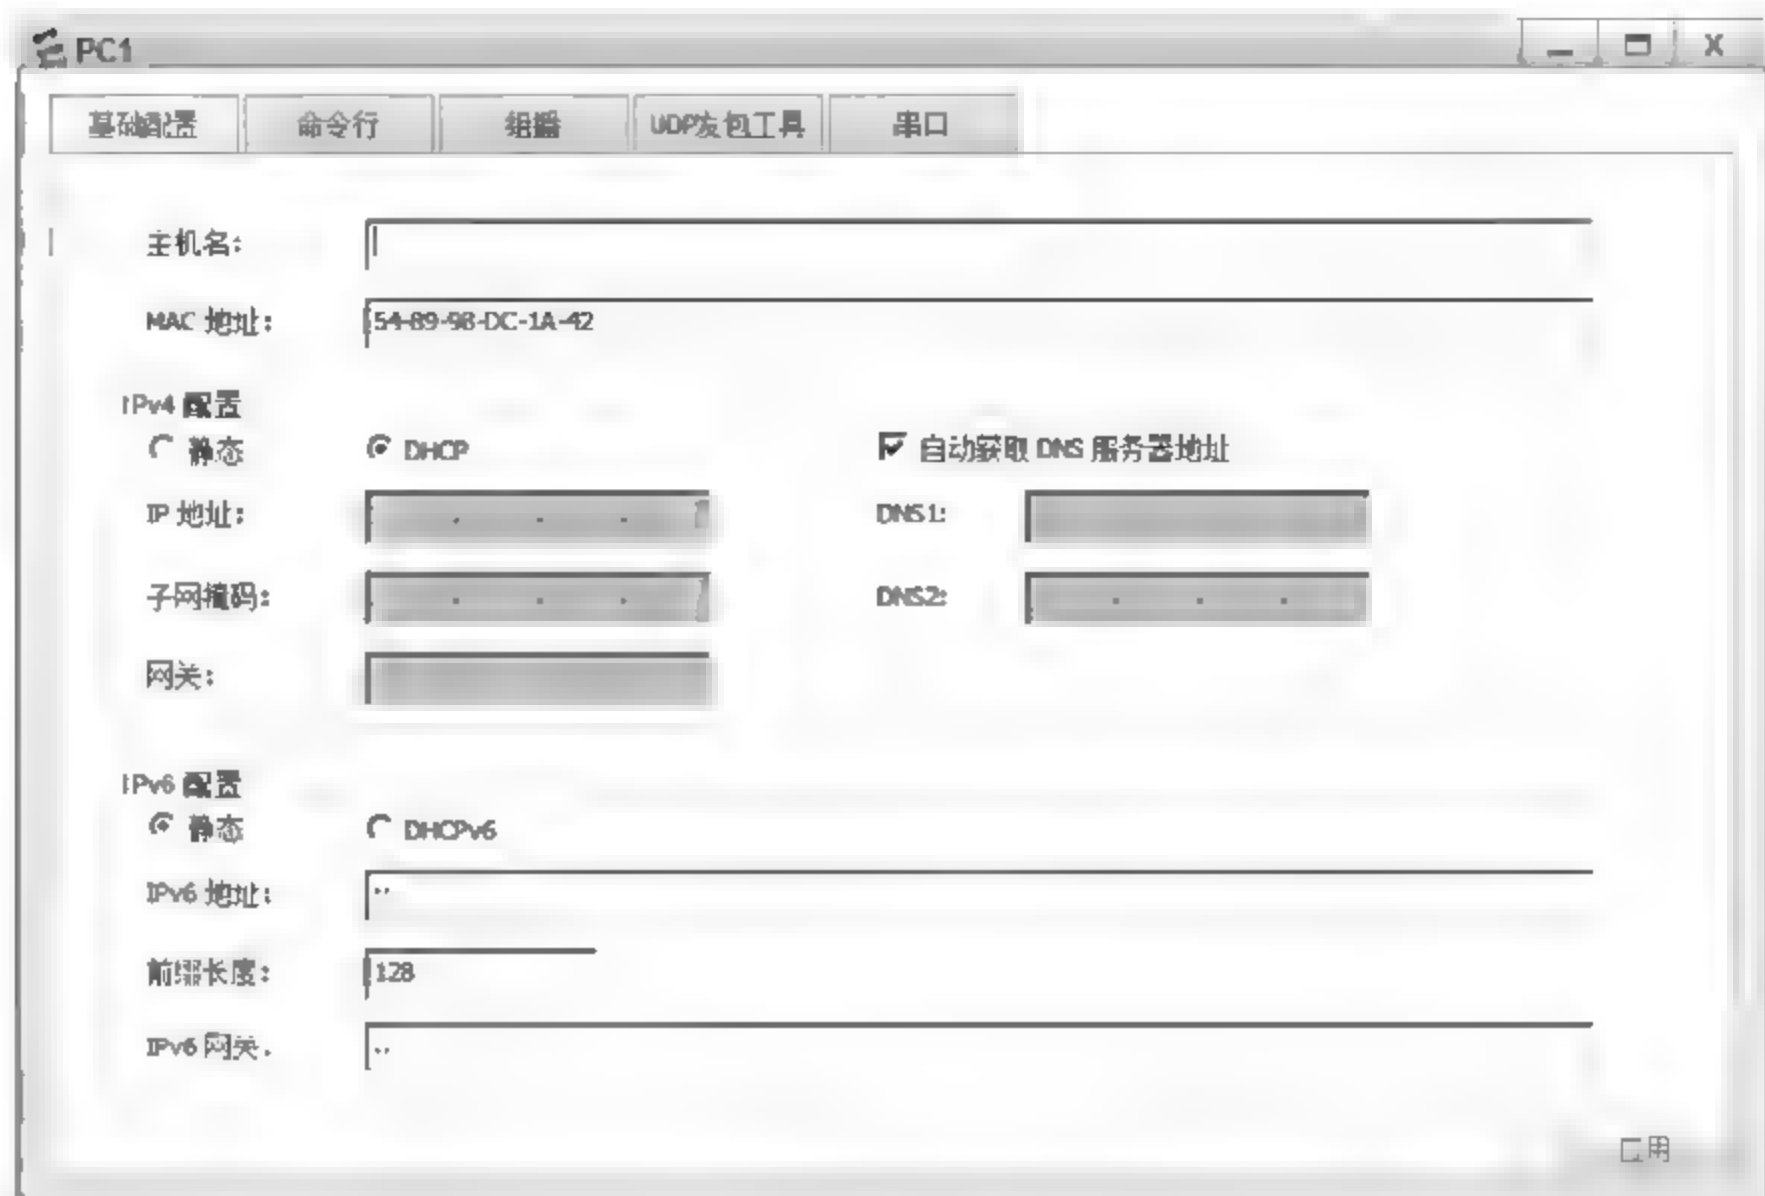 PC1
基础配置 命令行 组播 UDP发包工具 串口
主机名:
MAC 地址: 54-89-98-DC-1A-42
IPv4 配置
静态 DHCP 自动获取 DNS 服务器地址
IP 地址: . . . DNS1:
子网掩码: . . . DNS2: . . .
网关:
IPv6 配置
静态 DHCPv6
IPv6 地址: ::
前缀长度: 128
IPv6 网关: ::
应用